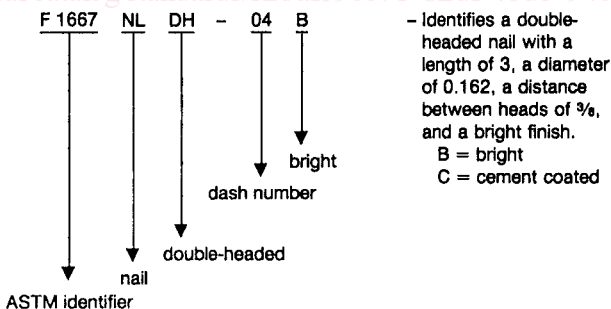 F 1667 NL DH - 04 B
– Identifies a double-
headed nail with a
length of 3, a diameter
of 0.162, a distance
between heads of ⅜,
and a bright finish.
B = bright
C = cement coated
bright
dash number
double-headed
nail
ASTM identifier